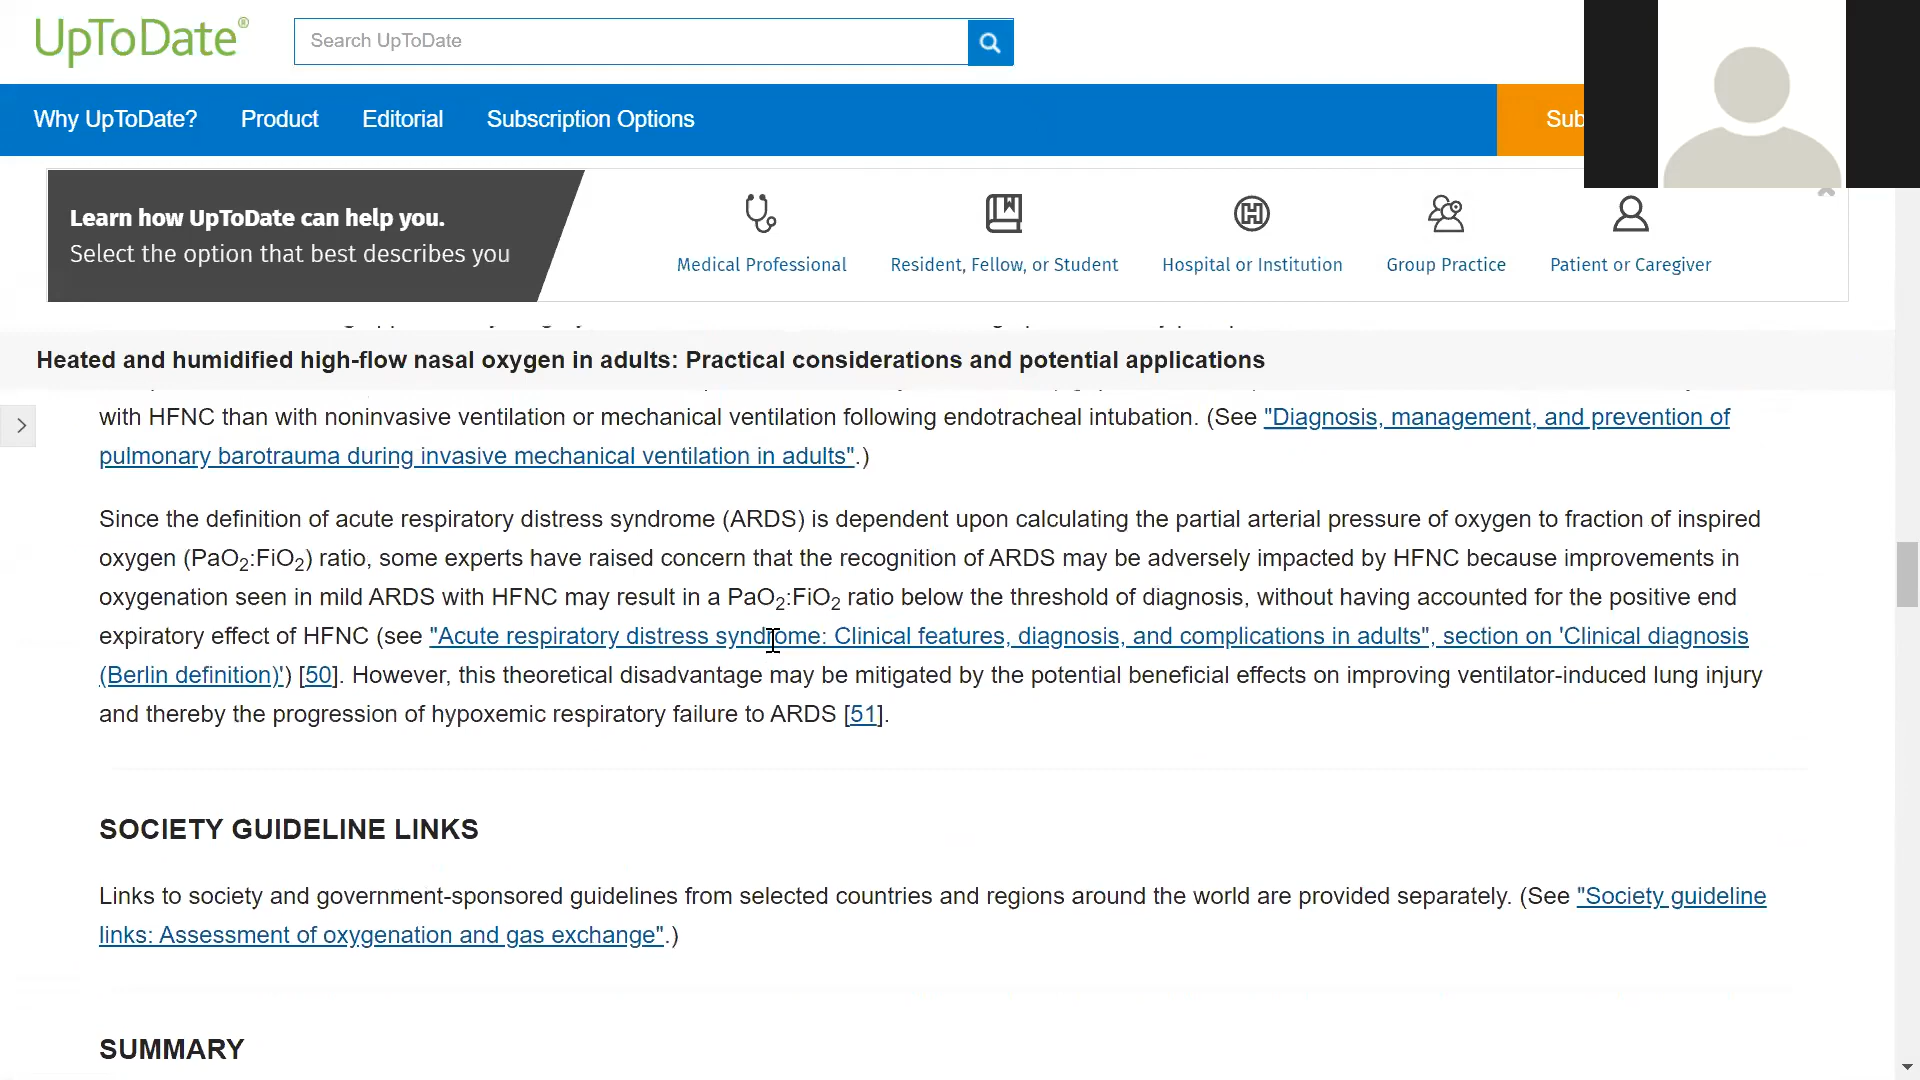 UpToDate®
Search UpToDate
Why UpToDate? Product Editorial Subscription Options Sub
Learn how UpToDate can help you.
Select the option that best describes you
Medical Professional Resident, Fellow, or Student Hospital or Institution Group Practice Patient or Caregiver
Heated and humidified high-flow nasal oxygen in adults: Practical considerations and potential applications
with HFNC than with noninvasive ventilation or mechanical ventilation following endotracheal intubation. (See "Diagnosis, management, and prevention of
pulmonary barotrauma during invasive mechanical ventilation in adults".)
Since the definition of acute respiratory distress syndrome (ARDS) is dependent upon calculating the partial arterial pressure of oxygen to fraction of inspired
oxygen (PaO2:FiO2) ratio, some experts have raised concern that the recognition of ARDS may be adversely impacted by HFNC because improvements in
oxygenation seen in mild ARDS with HFNC may result in a PaO2:FiO2 ratio below the threshold of diagnosis, without having accounted for the positive end
expiratory effect of HFNC (see "Acute respiratory distress syndrome: Clinical features, diagnosis, and complications in adults", section on 'Clinical diagnosis
(Berlin definition)') [50]. However, this theoretical disadvantage may be mitigated by the potential beneficial effects on improving ventilator-induced lung injury
and thereby the progression of hypoxemic respiratory failure to ARDS [51].
SOCIETY GUIDELINE LINKS
Links to society and government-sponsored guidelines from selected countries and regions around the world are provided separately. (See "Society guideline
links: Assessment of oxygenation and gas exchange".)
SUMMARY